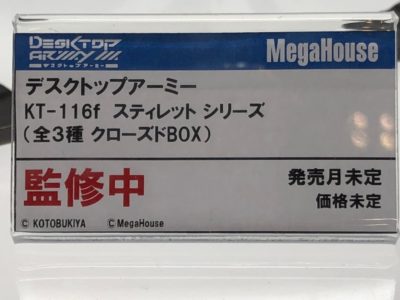 DESKTOP
ARMY
デスクトップアーミー
MegaHouse
デスクトップアーミー
KT-116f スティレット シリーズ
(全3種 クローズドBOX)
監修中
発売月未定
価格未定
© KOTOBUKIYA ©MegaHouse